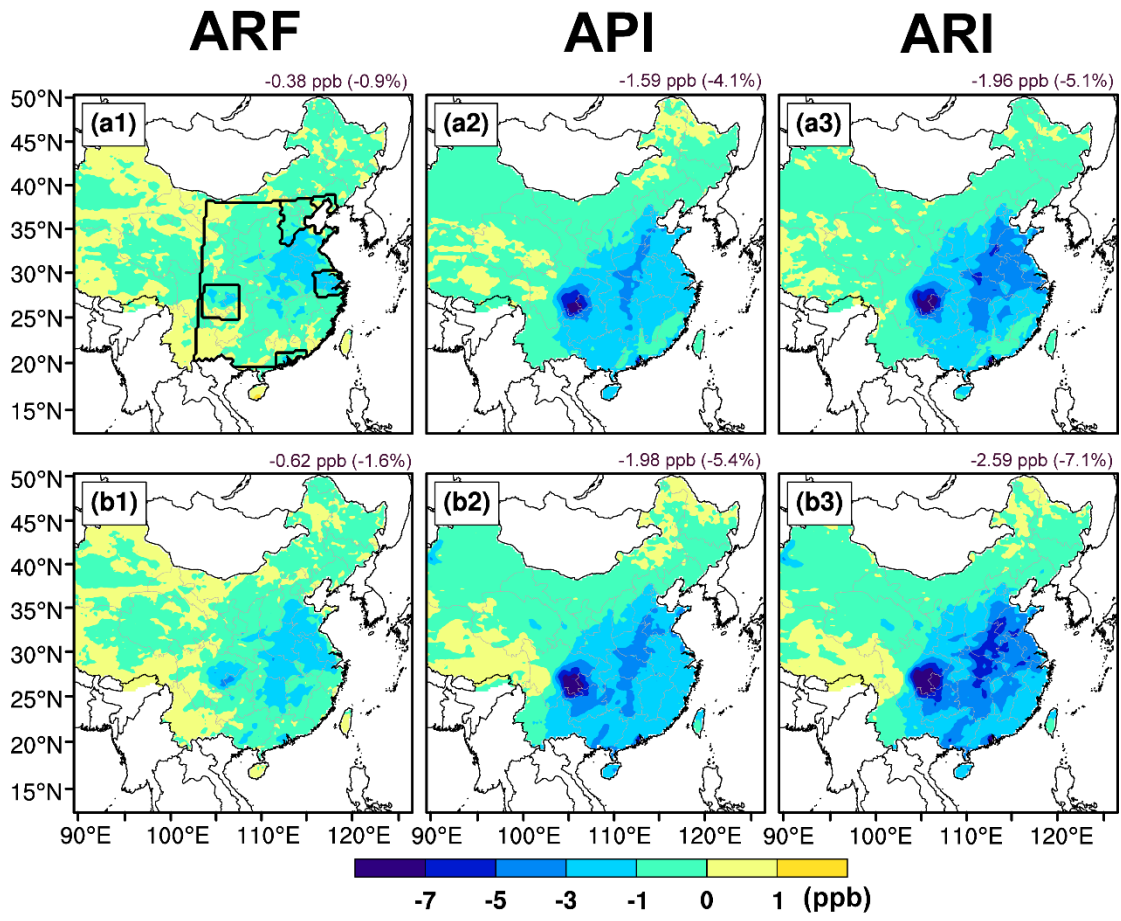 ARF API ARI
-0.38 ppb (-0.9%) -1.59 ppb (-4.1%) -1.96 ppb (-5.1%)
50°N (a1) (a2) (a3)
45°N
40°N
35°N
30°N
25°N
20°N
15°N
-0.62 ppb (-1.6%) -1.98 ppb (-5.4%) -2.59 ppb (-7.1%)
50°N (b1) (b2) (b3)
45°N
40°N
35°N
30°N
25°N
20°N
15°N
90°E 100°E 110°E 120°E 90°E 100°E 110°E 120°E 90°E 100°E 110°E 120°E
-7 -5 -3 -1 0 1 (ppb)